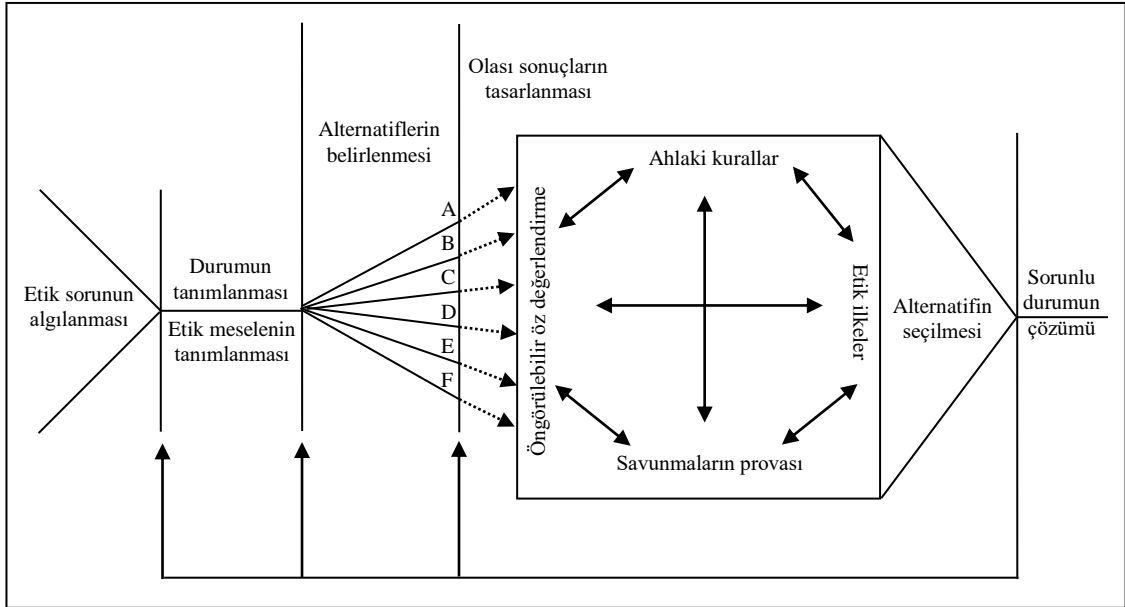 Etik sorunun
algılanması
Durumun
tanımlanması
Etik meselenin
tanımlanması
Alternatiflerin
belirlenmesi
A
B
C
D
E
F
Olası sonuçların
tasarlanması
Öngörülebilir öz değerlendirme
Ahlaki kurallar
Etik ilkeler
Savunmaların provası
Alternatifin
seçilmesi
Sorunlu
durumun
çözümü